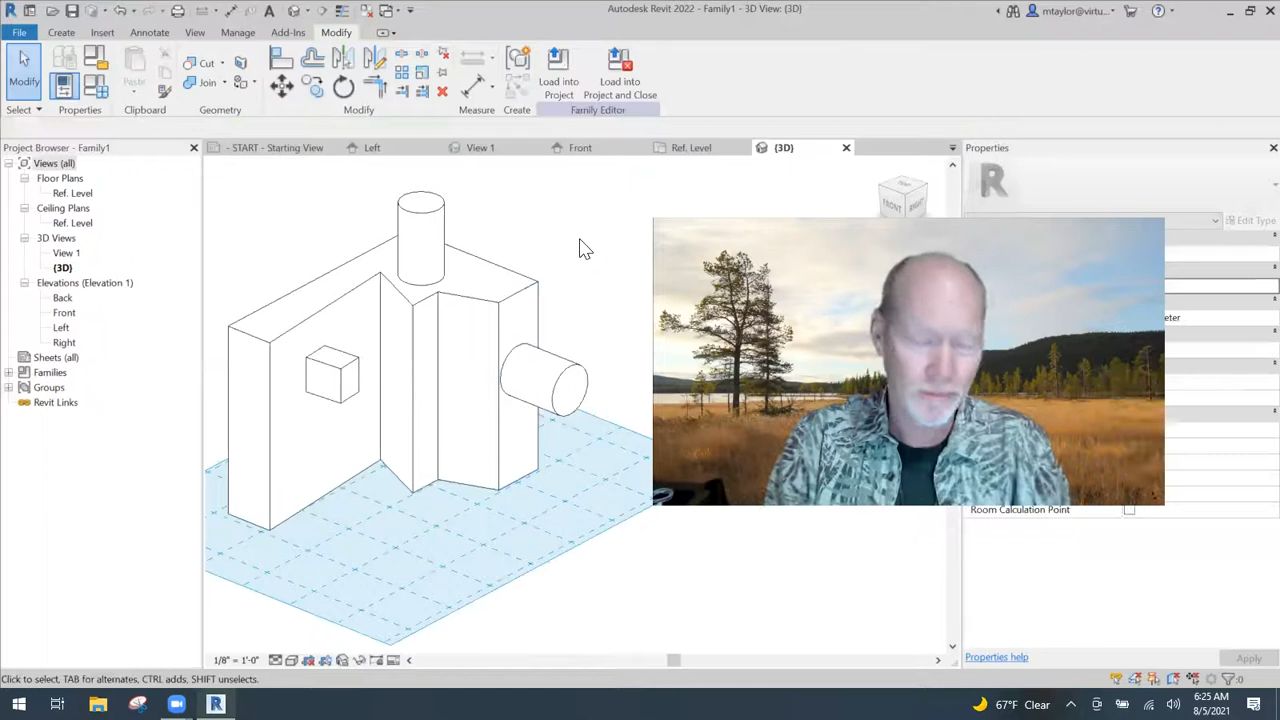 Autodesk Revit 2022 - Family1 - 3D View: {3D}
mtaylor@virtu...
File Create Insert Annotate View Manage Add-Ins Modify
Modify
Paste
Cut
Join
Load into Project
Load into Project and Close
Select Properties Clipboard Geometry Modify Measure Create Family Editor
Project Browser - Family1
- START - Starting View Left View 1 Front Ref. Level {3D}
Properties
Views (all)
Floor Plans
Ref. Level
Ceiling Plans
Ref. Level
3D Views
View 1
{3D}
Elevations (Elevation 1)
Back
Front
Left
Right
Sheets (all)
Families
Groups
Revit Links
FRONT RIGHT
R
Edit Type
eter
Room Calculation Point
1/8" = 1'-0"
Properties help
Apply
Click to select, TAB for alternates, CTRL adds, SHIFT unselects.
:0
67°F Clear
6:25 AM
8/5/2021